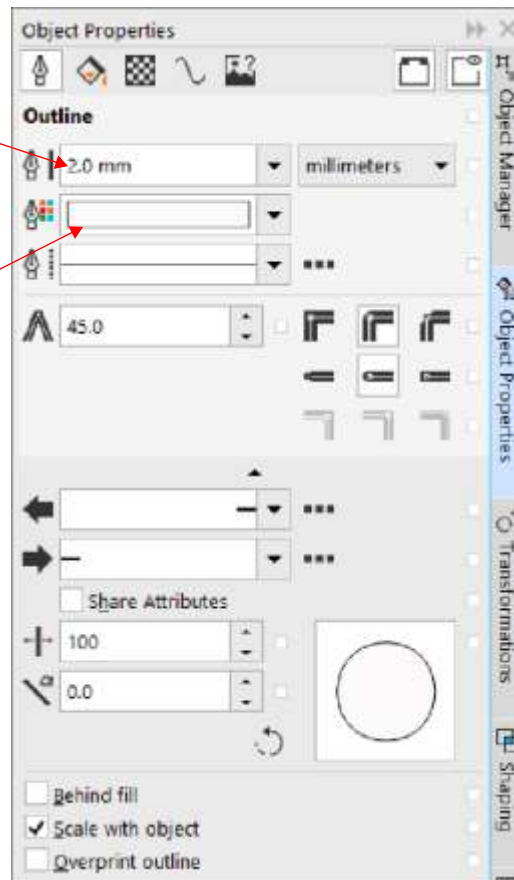 Object Properties
Outline
2.0 mm
millimeters
45.0
Share Attributes
100
0.0
Behind fill
Scale with object
Overprint outline
Object Manager
Object Properties
Transformations
Shaping